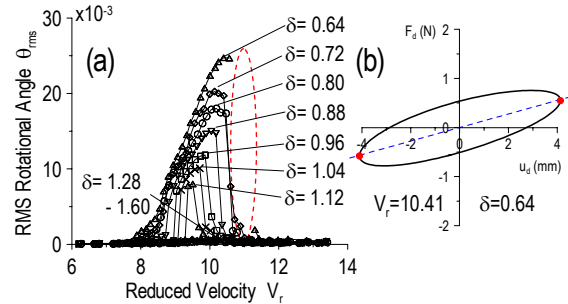 x10⁻³
30
20
10
0
RMS Rotational Angle θrms
(a)
δ= 0.64
δ= 0.72
δ= 0.80
δ= 0.88
δ= 0.96
δ= 1.04
δ= 1.12
δ= 1.28
- 1.60
6 8 10 12 14
Reduced Velocity Vr
(b)
Fd (N)
2
1
0
-1
-2
-4 -2 0 2 4
ud (mm)
Vr=10.41 δ=0.64